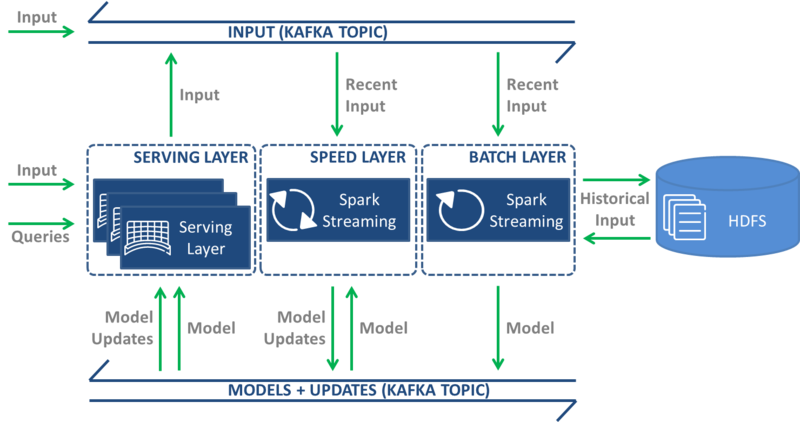 Input
INPUT (KAFKA TOPIC)
Input
Recent
Input
Recent
Input
SERVING LAYER
SPEED LAYER
BATCH LAYER
Input
Queries
Serving
Layer
Spark
Streaming
Spark
Streaming
Historical
Input
HDFS
Model
Updates
Model
Model
Updates
Model
Model
MODELS + UPDATES (KAFKA TOPIC)